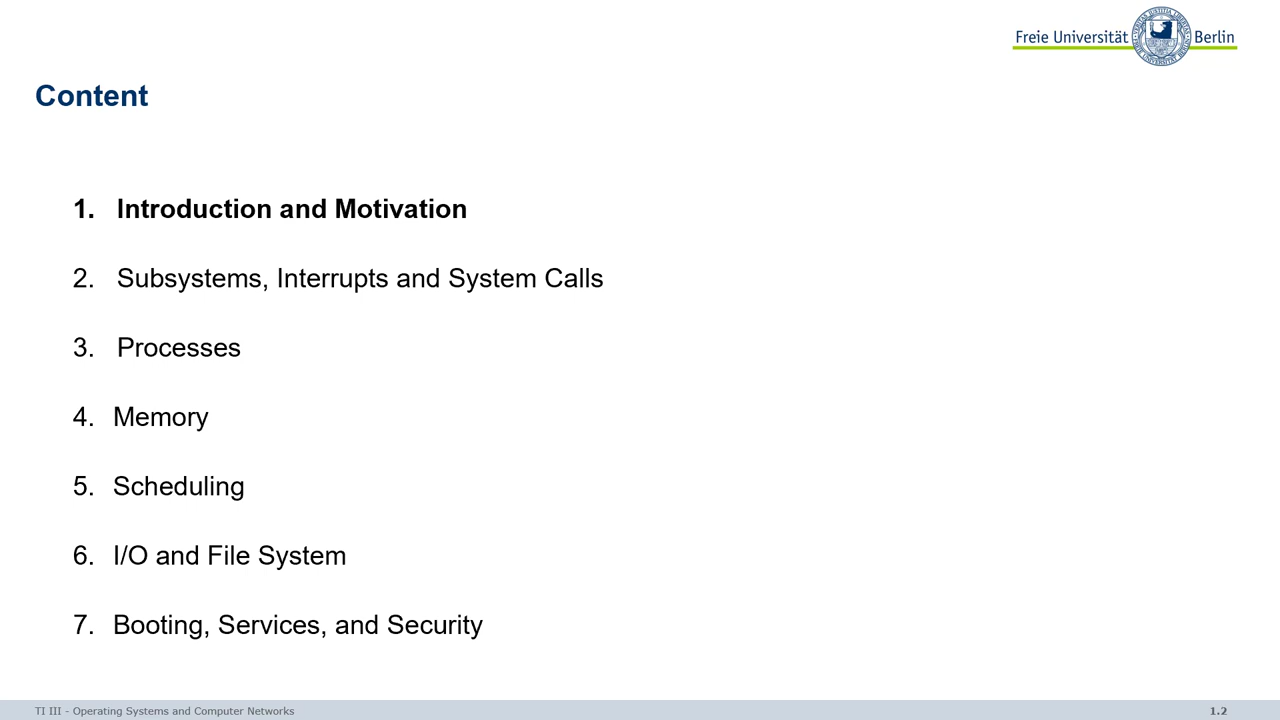 Freie Universität Berlin
Content
1. Introduction and Motivation
2. Subsystems, Interrupts and System Calls
3. Processes
4. Memory
5. Scheduling
6. I/O and File System
7. Booting, Services, and Security
TI III - Operating Systems and Computer Networks
1.2